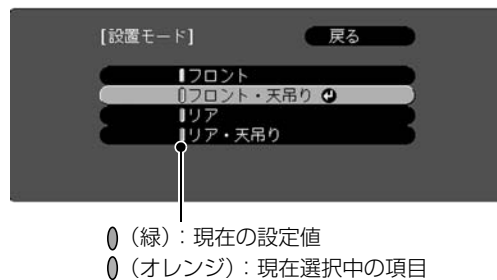 [設置モード]
戻る
フロント
フロント・天吊り
リア
リア・天吊り
(緑):現在の設定値
(オレンジ):現在選択中の項目